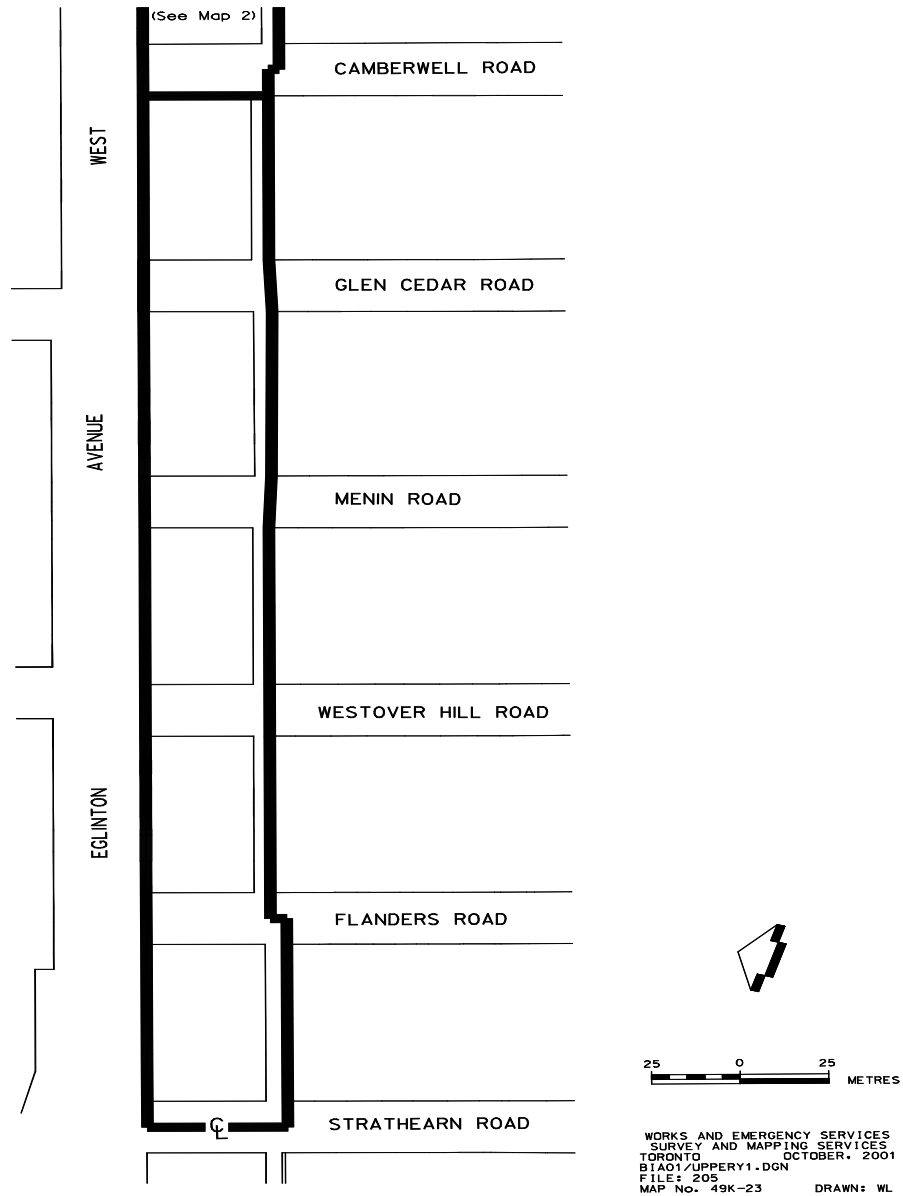 (See Map 2)
CAMBERWELL ROAD
WEST
GLEN CEDAR ROAD
AVENUE
MENIN ROAD
WESTOVER HILL ROAD
EGLINTON
FLANDERS ROAD
25 0 25
METRES
CL
STRATHEARN ROAD
WORKS AND EMERGENCY SERVICES
SURVEY AND MAPPING SERVICES
TORONTO OCTOBER. 2001
BIA01/UPPERY1.DGN
FILE: 205
MAP No. 49K-23 DRAWN: WL